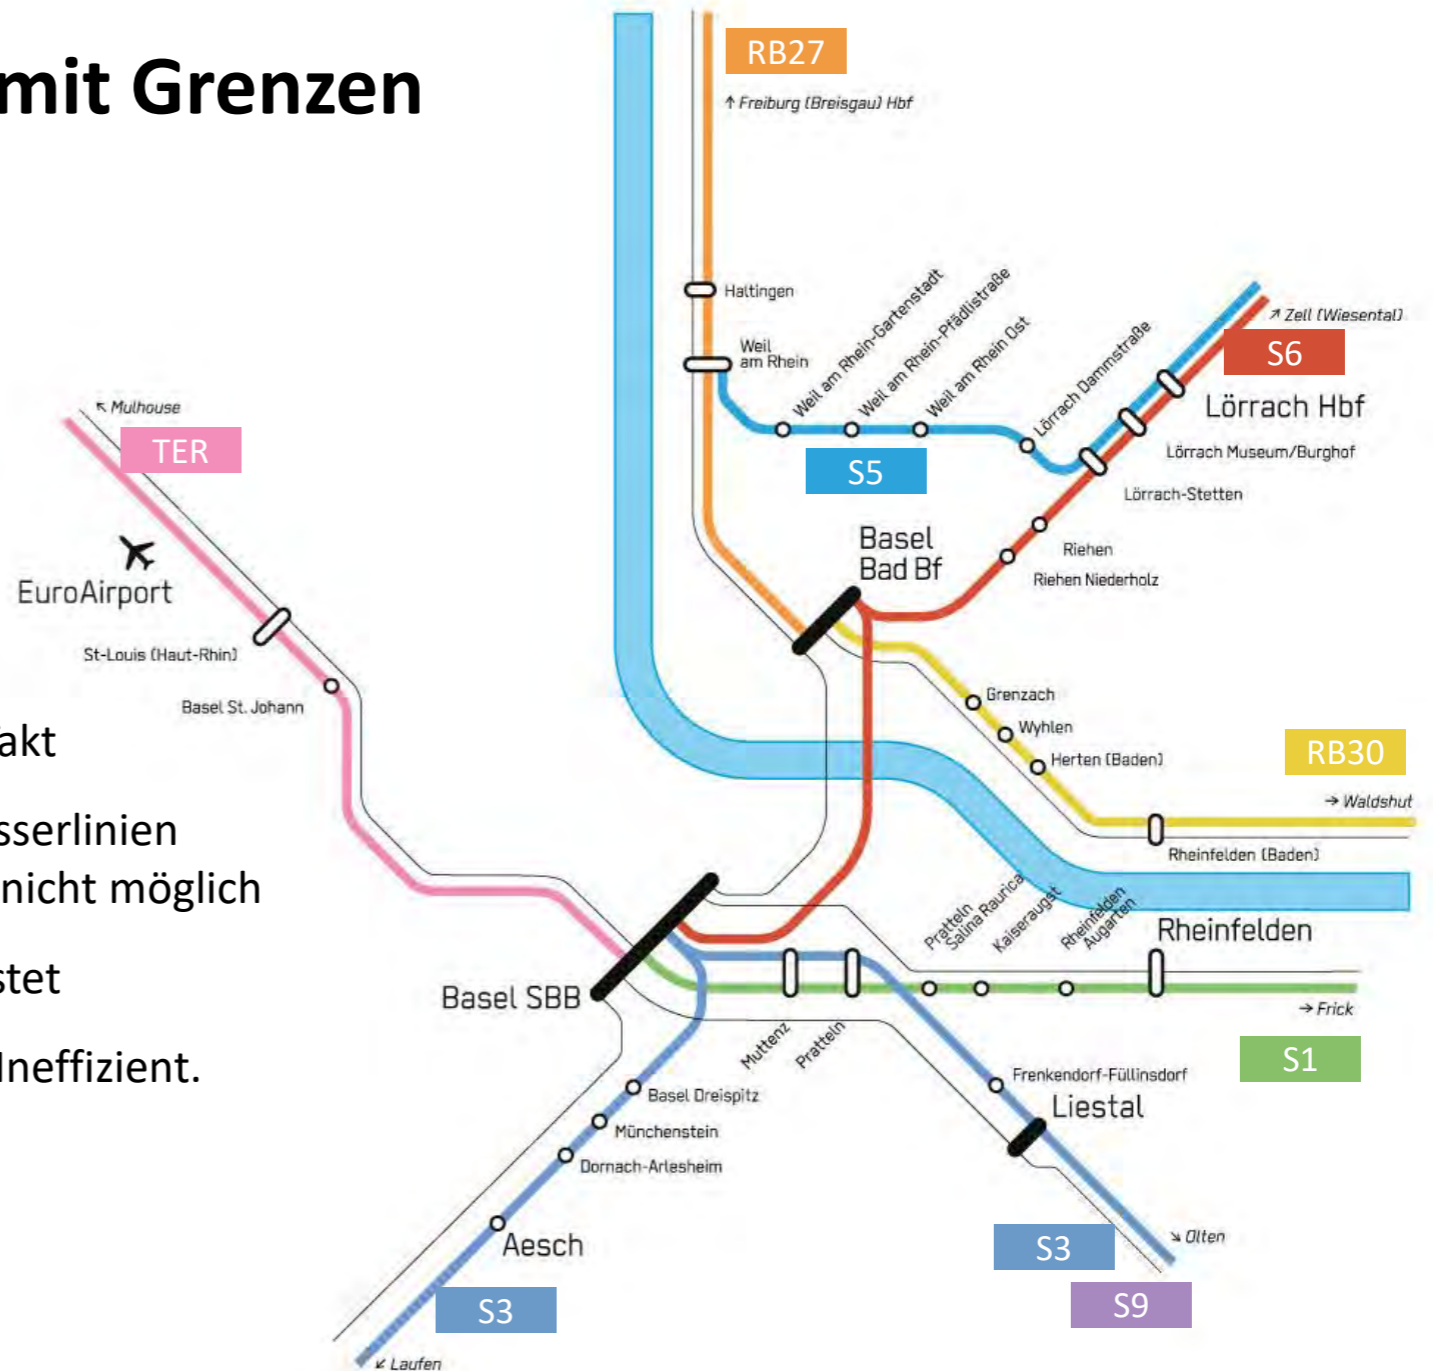 mit Grenzen
RB27
↑ Freiburg (Breisgau) Hbf
Haltingen
Weil
am Rhein
Weil am Rhein-Gartenstadt
Weil am Rhein-Pfädlistraße
Weil am Rhein Ost
Lörrach Dammstraße
↗ Zell (Wiesental)
S6
Lörrach Hbf
Lörrach Museum/Burghof
Lörrach-Stetten
S5
Riehen
Riehen Niederholz
Basel
Bad Bf
↖ Mulhouse
TER
EuroAirport
St-Louis (Haut-Rhin)
Basel St. Johann
akt
sserlinien
nicht möglich
stet
Ineffizient.
Grenzach
Wyhlen
Herten (Baden)
RB30
→ Waldshut
Rheinfelden (Baden)
Pratteln
Salina Raurica
Kaiseraugst
Rheinfelden
Augarten
Rheinfelden
→ Frick
S1
Basel SBB
Muttenz
Pratteln
Basel Dreispitz
Münchenstein
Dornach-Arlesheim
Aesch
S3
↙ Laufen
Frenkendorf-Füllinsdorf
Liestal
S3
↘ Olten
S9